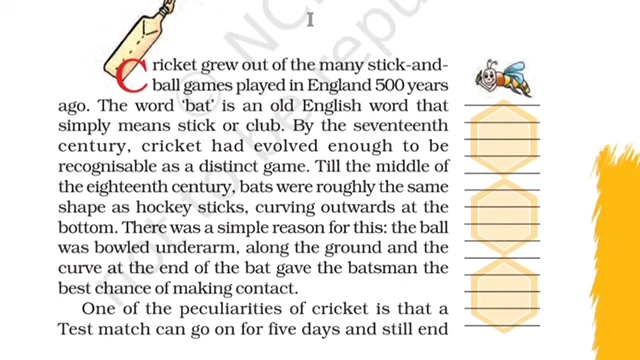 I
Cricket grew out of the many stick-and-
ball games played in England 500 years
ago. The word ‘bat’ is an old English word that
simply means stick or club. By the seventeenth
century, cricket had evolved enough to be
recognisable as a distinct game. Till the middle of
the eighteenth century, bats were roughly the same
shape as hockey sticks, curving outwards at the
bottom. There was a simple reason for this: the ball
was bowled underarm, along the ground and the
curve at the end of the bat gave the batsman the
best chance of making contact.
One of the peculiarities of cricket is that a
Test match can go on for five days and still end
© NC
not to be repu